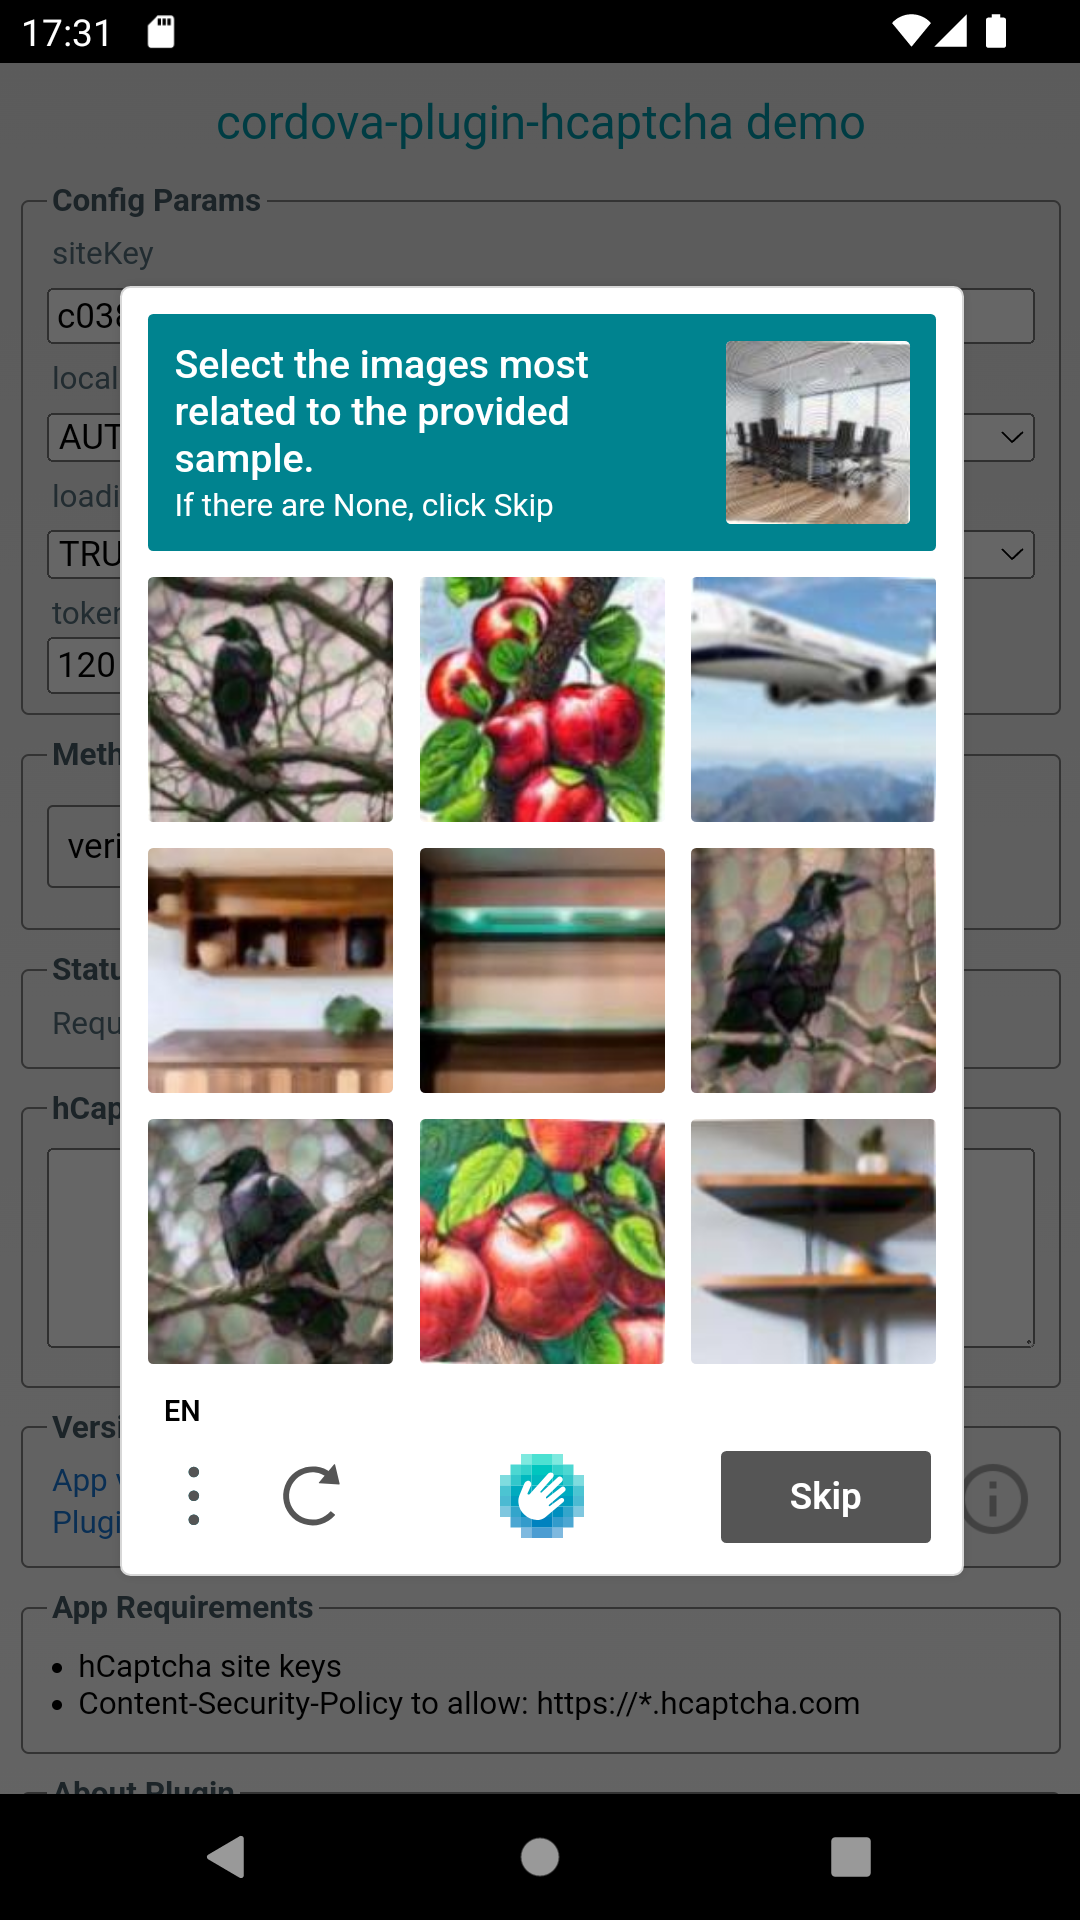 17:31
cordova-plugin-hcaptcha demo
Config Params
siteKey
c038
local
AUT
loadi
TRU
token
120
Meth
veri
Statu
Requ
hCap
Versi
App v
Plugi
Select the images most
related to the provided
sample.
If there are None, click Skip
EN
Skip
App Requirements
• hCaptcha site keys
• Content-Security-Policy to allow: https://*.hcaptcha.com
About Plugin